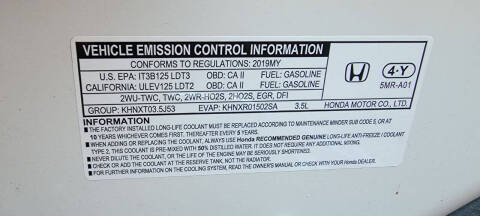 VEHICLE EMISSION CONTROL INFORMATION
CONFORMS TO REGULATIONS: 2019MY
U.S. EPA: IT3B125 LDT3 OBD: CA II FUEL: GASOLINE
CALIFORNIA: ULEV125 LDT2 OBD: CA II FUEL: GASOLINE
2WU-TWC, TWC, 2WR-HO2S, 2HO2S, EGR, DFI
GROUP: KHNXT03.5J53 EVAP: KHNXR01502SA 3.5L
4-Y
5MR-A01
HONDA MOTOR CO., LTD.
INFORMATION
■ THE FACTORY INSTALLED LONG-LIFE COOLANT MUST BE REPLACED ACCORDING TO MAINTENANCE MINDER SUB CODE 5, OR AT
10 YEARS WHICHEVER COMES FIRST. THEREAFTER EVERY 5 YEARS.
■ WHEN ADDING OR REPLACING COOLANT, ALWAYS USE Honda RECOMMENDED GENUINE LONG-LIFE ANTI-FREEZE / COOLANT
TYPE 2. THIS COOLANT IS PRE-MIXED WITH 50% DISTILLED WATER. IT DOES NOT REQUIRE ANY ADDITIONAL MIXING.
■ NEVER DILUTE THE COOLANT, OR THE LIFE OF THE ENGINE MAY BE SERIOUSLY SHORTENED.
■ CHECK OR ADD COOLANT AT THE RESERVE TANK, NOT THE RADIATOR.
■ FOR CHECKING THE COOLING SYSTEM, READ THE OWNER'S MANUAL OR CHECK WITH YOUR Honda DEALER.